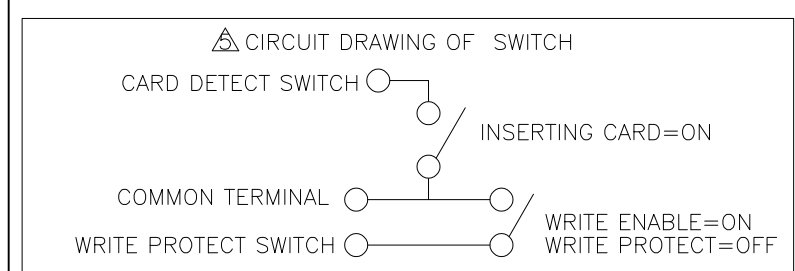 5 CIRCUIT DRAWING OF SWITCH
CARD DETECT SWITCH
INSERTING CARD=ON
COMMON TERMINAL
WRITE ENABLE=ON
WRITE PROTECT SWITCH
WRITE PROTECT=OFF